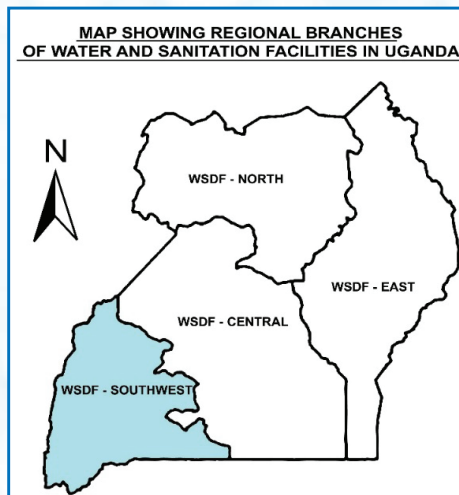 MAP SHOWING REGIONAL BRANCHES
OF WATER AND SANITATION FACILITIES IN UGANDA
N
WSDF - NORTH
WSDF - EAST
WSDF - CENTRAL
WSDF - SOUTHWEST